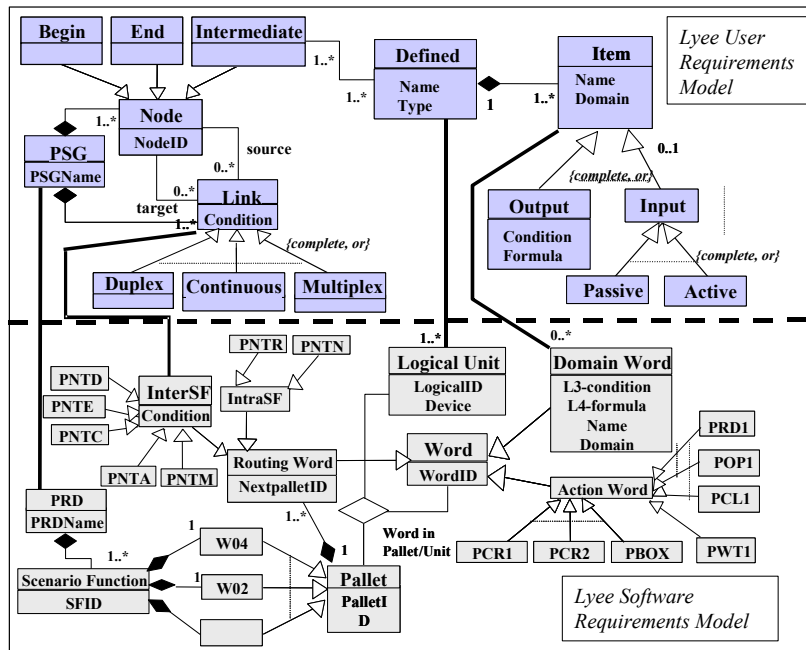 Begin
End
Intermediate
Defined
Name
Type
Item
Name
Domain
Lyee User
Requirements
Model
1..*
1..*
1
1..*
1..*
Node
NodeID
source
PSG
PSGName
0..*
0..*
target
1..*
Link
Condition
0..1
{complete, or}
Output
Condition
Formula
Input
{complete, or}
{complete, or}
Duplex
Continuous
Multiplex
Passive
Active
1..*
0..*
PNTR
PNTN
Logical Unit
LogicalID
Device
Domain Word
L3-condition
L4-formula
Name
Domain
PNTD
PNTE
PNTC
InterSF
Condition
IntraSF
PNTA
PNTM
Routing Word
NextpalletID
Word
WordID
PRD1
POP1
PCL1
PWT1
Action Word
PRD
PRDName
1..*
1
Word in
Pallet/Unit
PCR1
PCR2
PBOX
1..*
1
W04
Scenario Function
SFID
1
W02
Pallet
PalletI
D
Lyee Software
Requirements Model